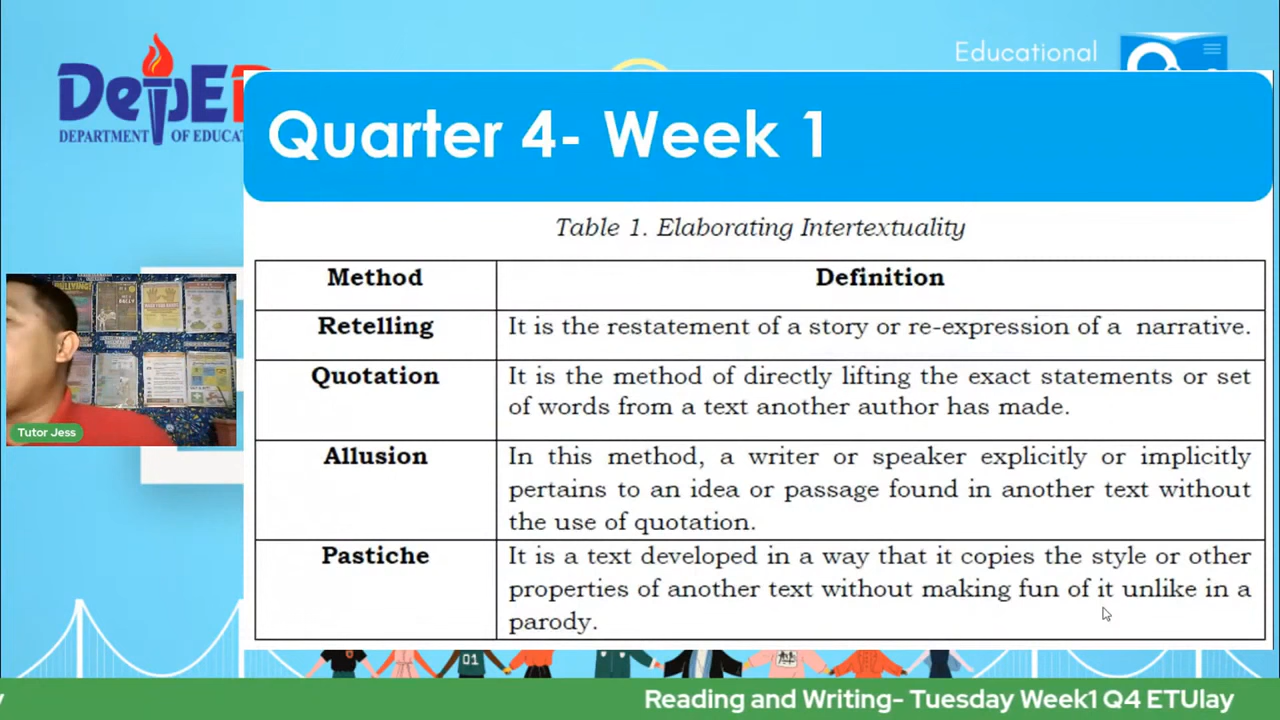 Educational
DEPARTMENT OF EDUCAT
Quarter 4- Week 1
Table 1. Elaborating Intertextuality
Method Definition
Retelling It is the restatement of a story or re-expression of a narrative.
Quotation It is the method of directly lifting the exact statements or set
of words from a text another author has made.
Allusion In this method, a writer or speaker explicitly or implicitly
pertains to an idea or passage found in another text without
the use of quotation.
Pastiche It is a text developed in a way that it copies the style or other
properties of another text without making fun of it unlike in a
parody.
Tutor Jess
01
Reading and Writing- Tuesday Week1 Q4 ETUlay